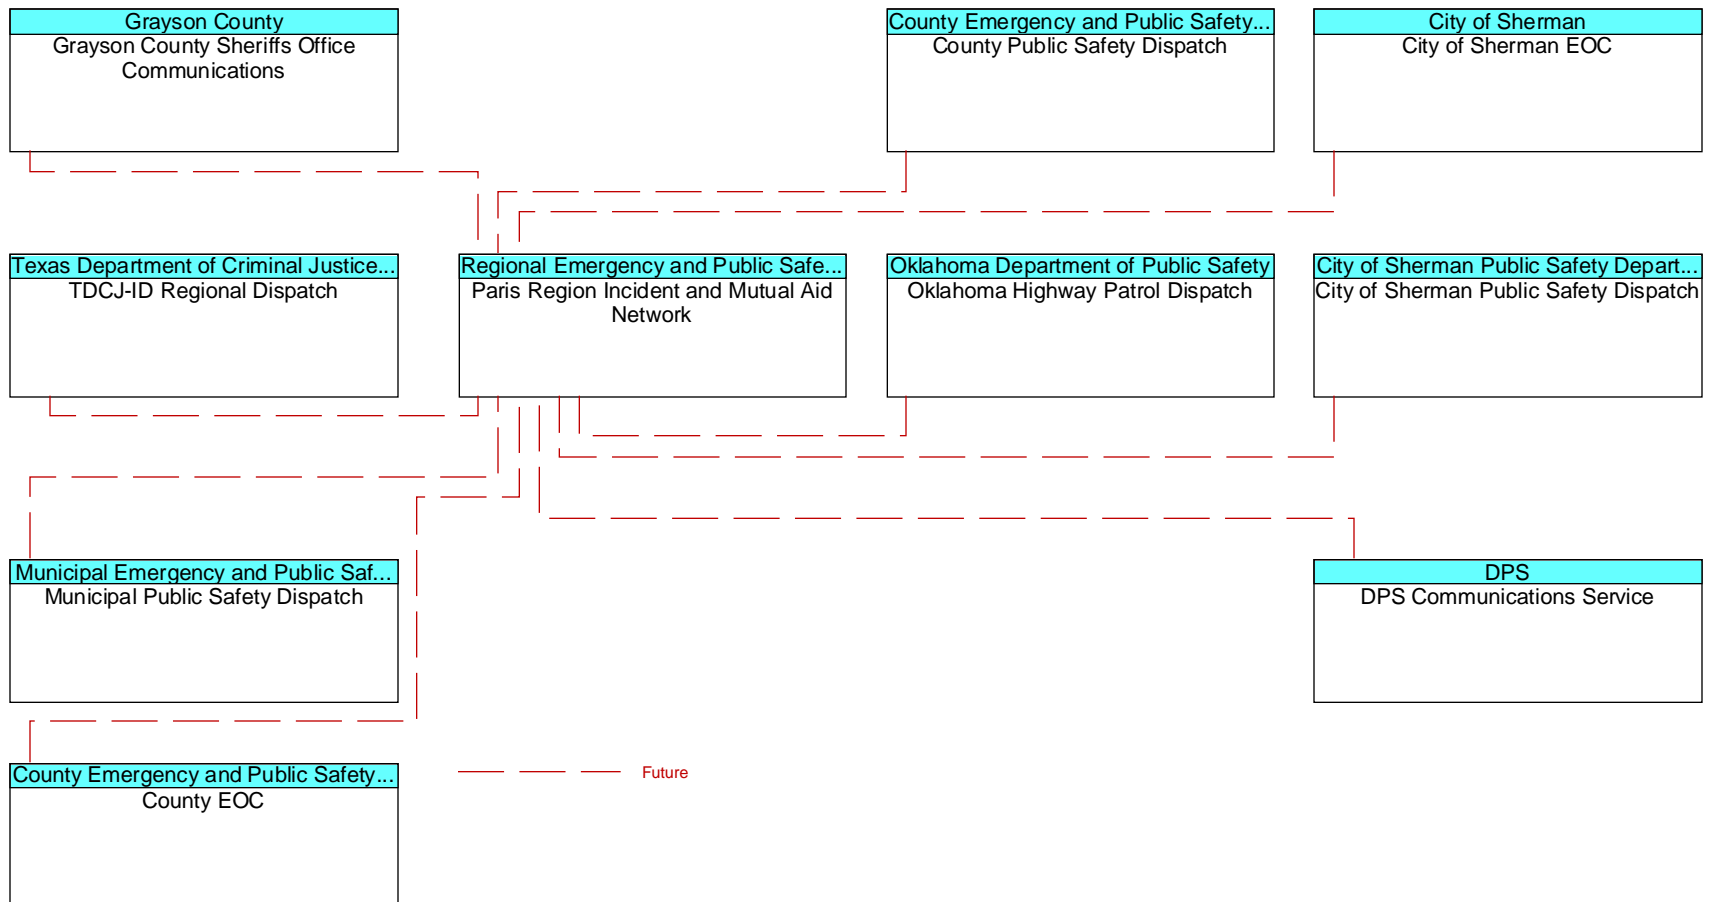 Grayson County
Grayson County Sheriffs Office
Communications
County Emergency and Public Safety...
County Public Safety Dispatch
City of Sherman
City of Sherman EOC
Texas Department of Criminal Justice...
TDCJ-ID Regional Dispatch
Regional Emergency and Public Safe...
Paris Region Incident and Mutual Aid
Network
Oklahoma Department of Public Safety
Oklahoma Highway Patrol Dispatch
City of Sherman Public Safety Depart...
City of Sherman Public Safety Dispatch
Municipal Emergency and Public Saf...
Municipal Public Safety Dispatch
DPS
DPS Communications Service
County Emergency and Public Safety...
County EOC
Future